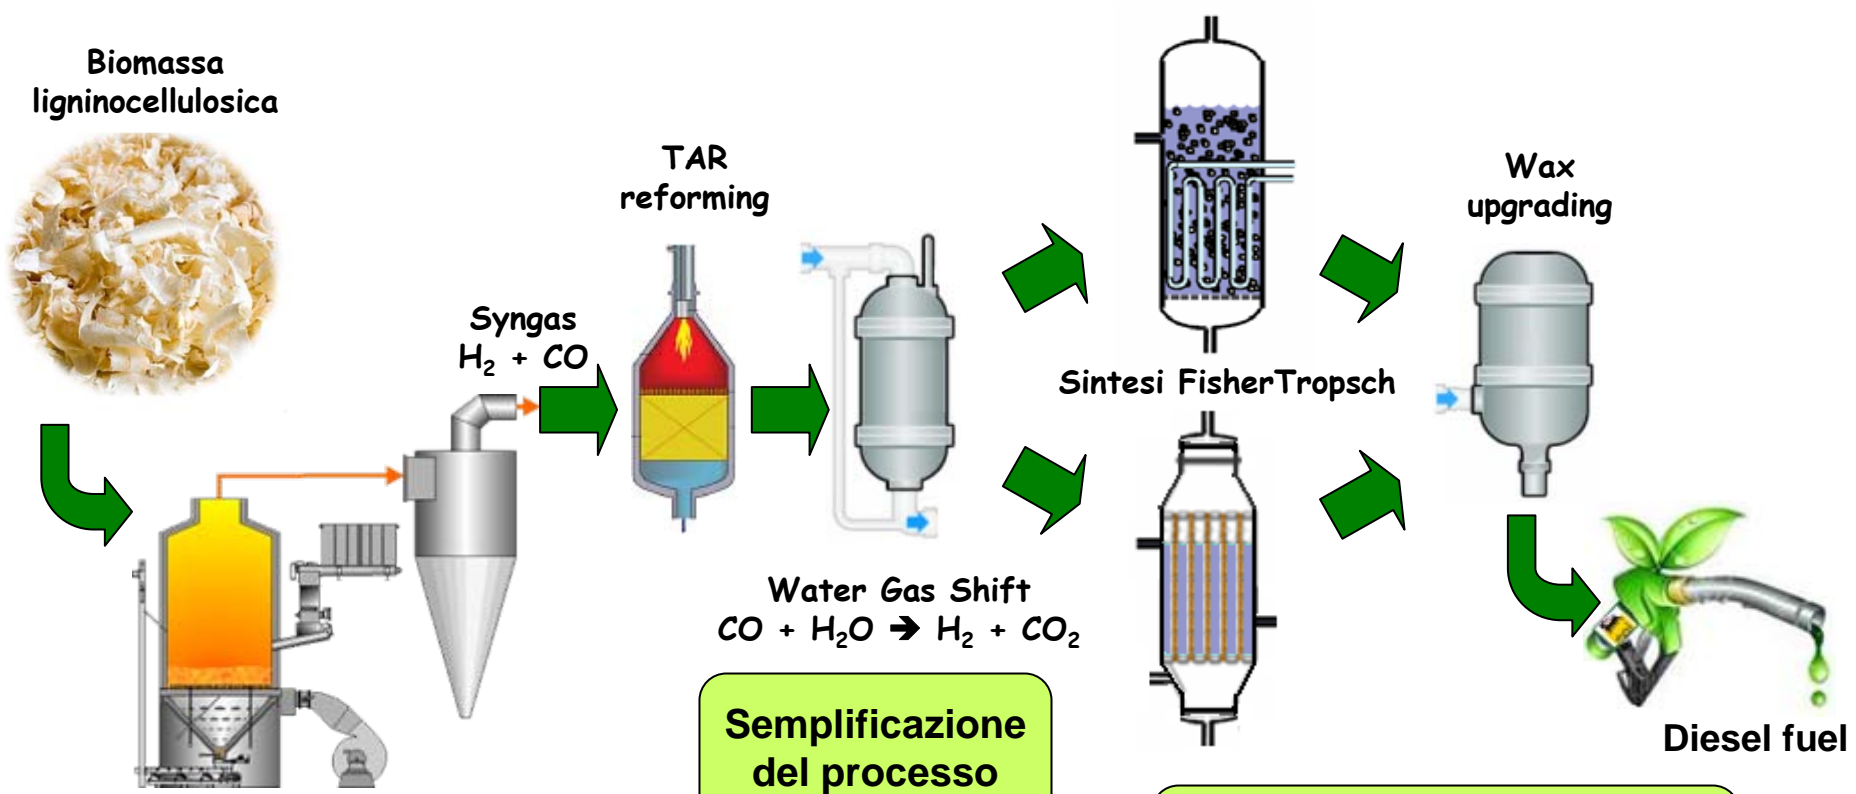 Biomassa
ligninocellulosica
Syngas
H₂ + CO
TAR
reforming
Water Gas Shift
CO + H₂O → H₂ + CO₂
Sintesi FisherTropsch
Wax
upgrading
Diesel fuel
Semplificazione
del processo